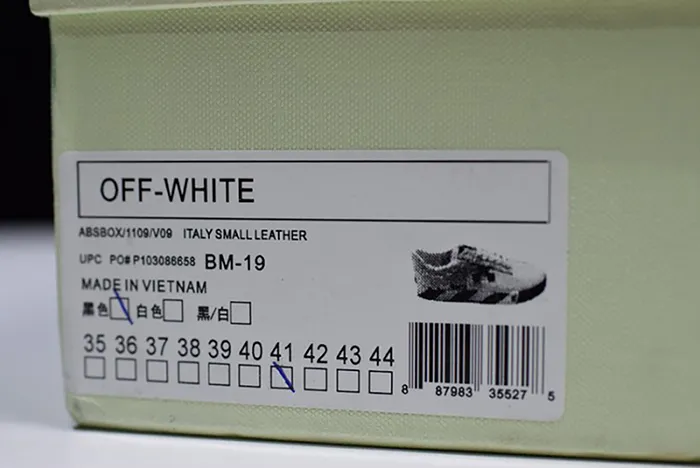 OFF-WHITE
ABSBOX/1109/V09 ITALY SMALL LEATHER
UPC PO# P103086658 BM-19
MADE IN VIETNAM
黑色 白色 黑/白
35 36 37 38 39 40 41 42 43 44
8 87983 35527 5